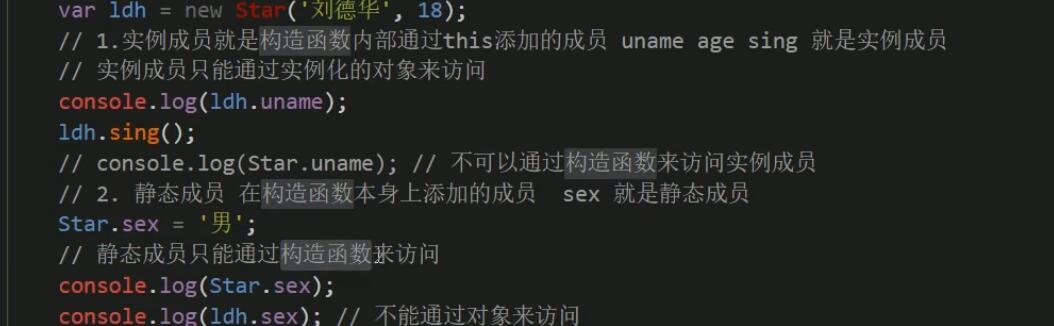 var ldh = new Star('刘德华', 18);
// 1.实例成员就是构造函数内部通过this添加的成员 uname age sing 就是实例成员
// 实例成员只能通过实例化的对象来访问
console.log(ldh.uname);
ldh.sing();
// console.log(Star.uname); // 不可以通过构造函数来访问实例成员
// 2. 静态成员 在构造函数本身上添加的成员  sex 就是静态成员
Star.sex = '男';
// 静态成员只能通过构造函数来访问
console.log(Star.sex);
console.log(ldh.sex); // 不能通过对象来访问